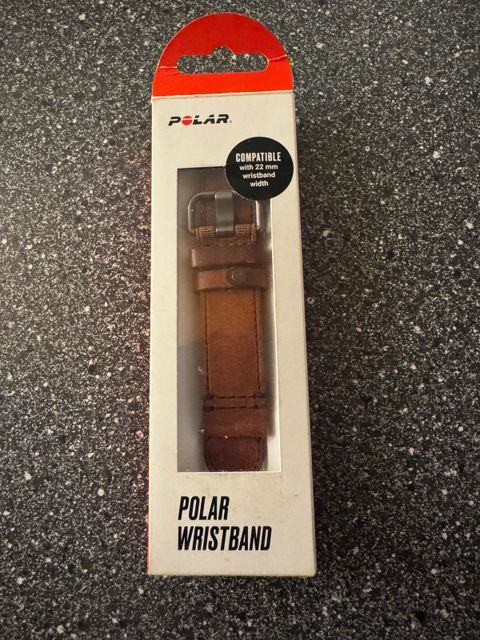 POLAR
COMPATIBLE
with 22 mm
wristband
width
POLAR
WRISTBAND